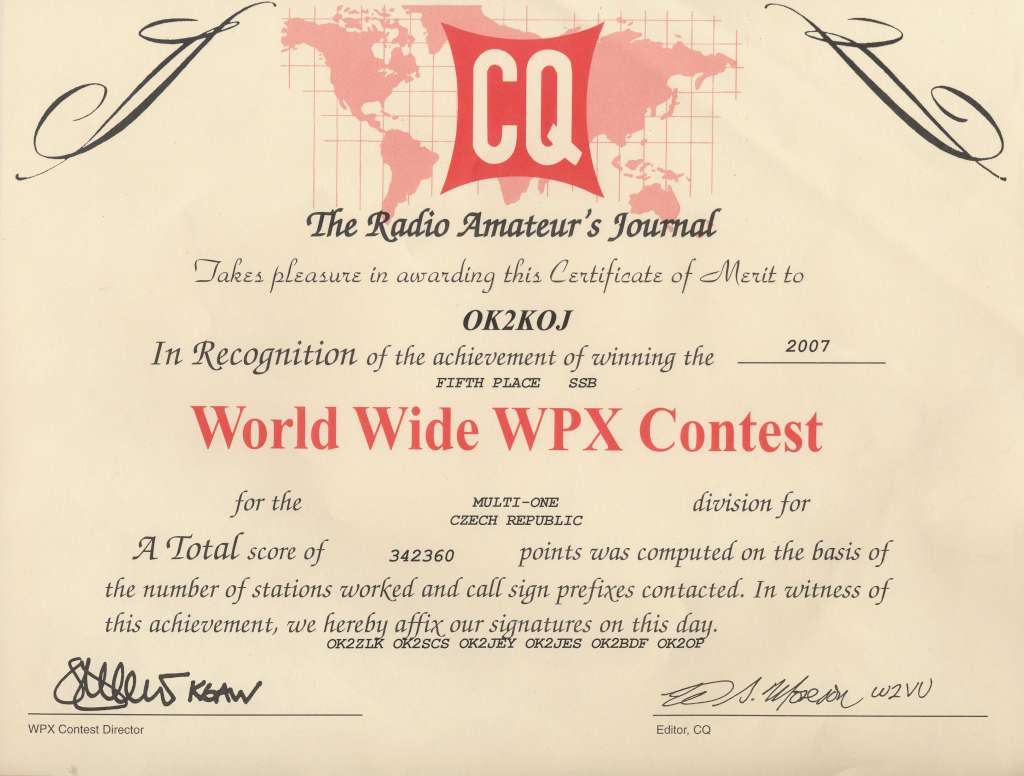 CQ
The Radio Amateur's Journal
Takes pleasure in awarding this Certificate of Merit to
OK2KOJ
In Recognition of the achievement of winning the 2007
FIFTH PLACE SSB
World Wide WPX Contest
for the MULTI-ONE division for
CZECH REPUBLIC
A Total score of 342360 points was computed on the basis of
the number of stations worked and call sign prefixes contacted. In witness of
this achievement, we hereby affix our signatures on this day.
OK2ZLK OK2SCS OK2JEY OK2JES OK2BDF OK2OP
K6AW
W2VU
WPX Contest Director
Editor, CQ